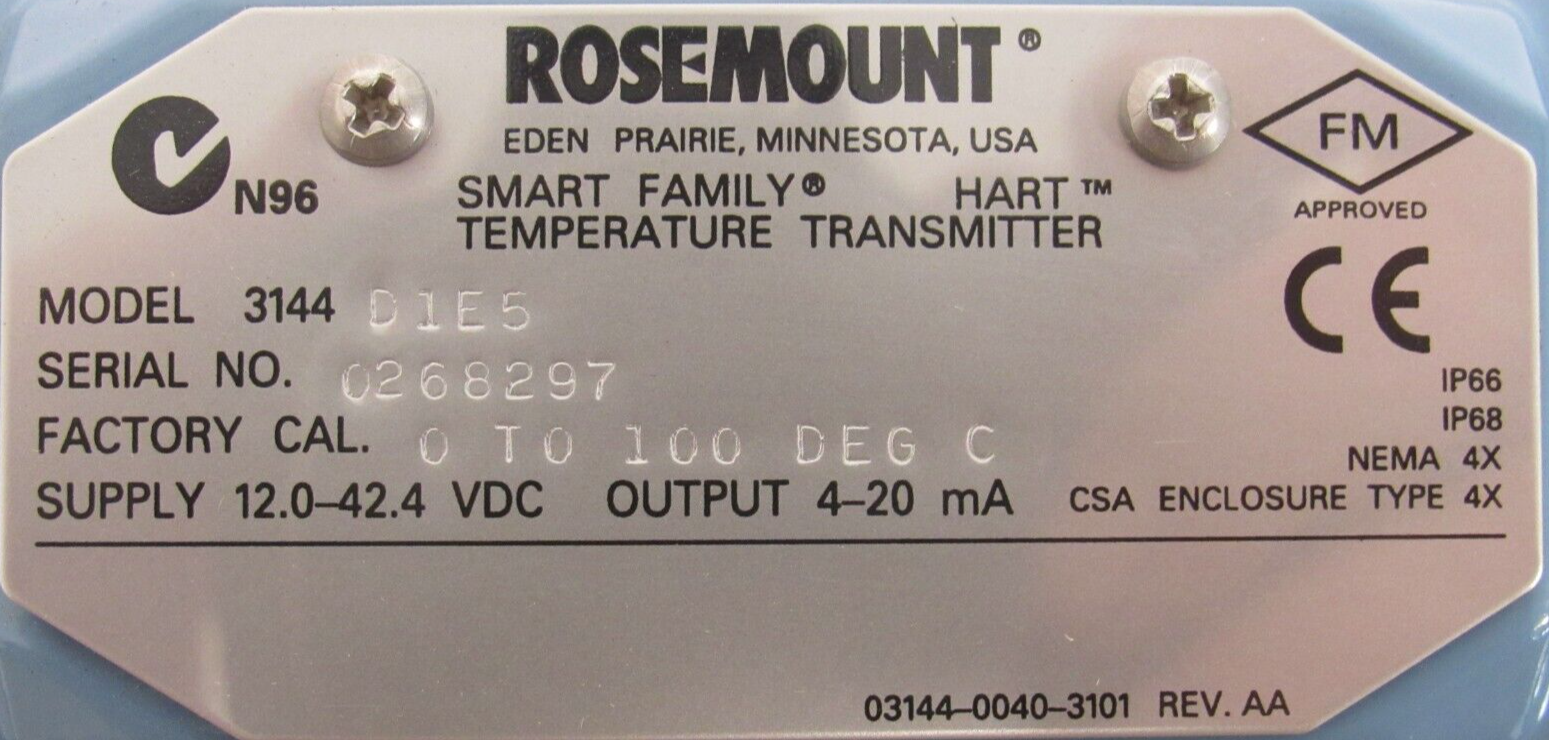 ROSEMOUNT®
EDEN PRAIRIE, MINNESOTA, USA
N96
SMART FAMILY® HART™
TEMPERATURE TRANSMITTER
FM
APPROVED
CE
MODEL 3144 D1E5
SERIAL NO. 0268297
FACTORY CAL. 0 TO 100 DEG C
SUPPLY 12.0–42.4 VDC OUTPUT 4–20 mA
IP66
IP68
NEMA 4X
CSA ENCLOSURE TYPE 4X
03144–0040–3101 REV. AA